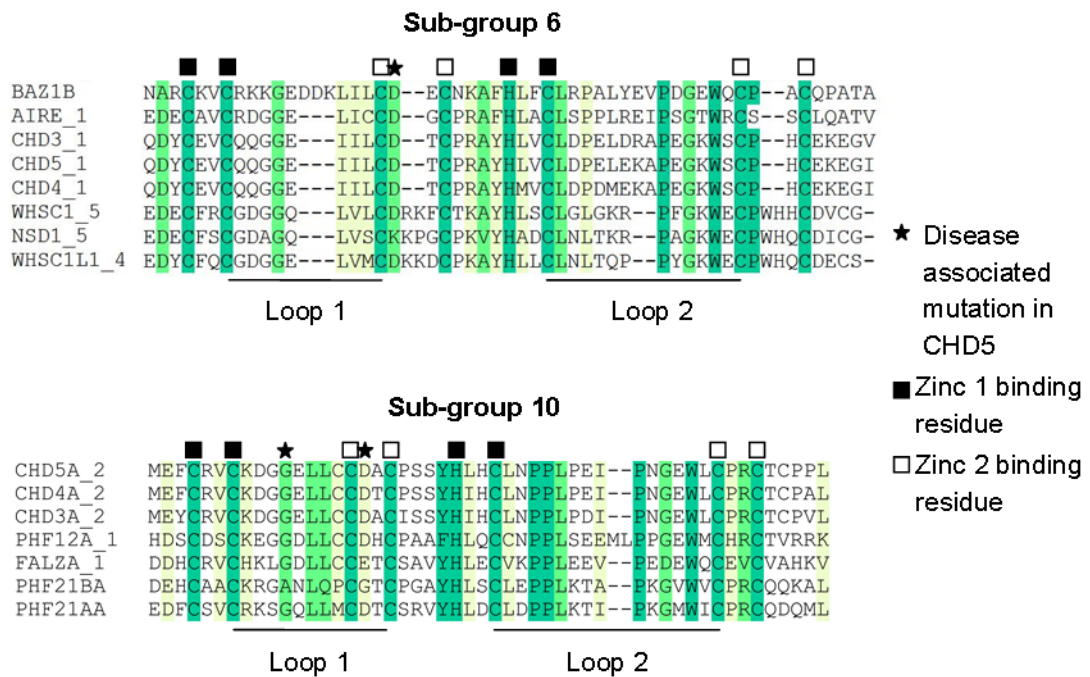 Sub-group 6
BAZ1B NARCKVCRKKGEDDKLILCD--ECNKAFHLFCLRPALYEVPDGEWQCP--ACQPATA
AIRE_1 EDECAVCRDGGE---LICCD--GCPRAFHLACLSPPLREIPSGTWRCS--SCLQATV
CHD3_1 QDYCEVCQQGGE---IILCD--TCPRAYHLVCLDPELDRAPEGKWSCP--HCEKEGV
CHD5_1 QDYCEVCQQGGE---IILCD--TCPRAYHLVCLDPELEKAPEGKWSCP--HCEKEGI
CHD4_1 QDYCEVCQQGGE---IILCD--TCPRAYHMVCLDPDMEKAPEGKWSCP--HCEKEGI
WHSC1_5 EDECFRCGDGGQ---LVLCDRKFCTKAYHLSCLGLGKR--PFGKWECPWHHCDVCG-
NSD1_5 EDECFSCGDAGQ---LVSCKKPGCPKVYHADCLNLTKR--PAGKWECPWHQCDICG-
WHSC1L1_4 EDYCFQCGDGGE---LVMCDKKDCPKAYHLLCLNLTQP--PYGKWECPWHQCDECS-
Loop 1 Loop 2
Disease
associated
mutation in
CHD5
Zinc 1 binding
residue
Zinc 2 binding
residue
Sub-group 10
CHD5A_2 MEFCRVCKDGGELLCCDACPSSYHLHCLNPPLPEI--PNGEWLCPRCTCPPL
CHD4A_2 MEFCRVCKDGGELLCCDTCPSSYHIHCLNPPLPEI--PNGEWLCPRCTCPAL
CHD3A_2 MEYCRVCKDGGELLCCDACISSYHIHCLNPPLPDI--PNGEWLCPRCTCPVL
PHF12A_1 HDSCDSCKEGGDLLCCDHCPAAFHLQCCNPPLSEEMLPPGEWMCHRCTVRRK
FALZA_1 DDHCRVCHKLGDLLCCETCSAVYHLECVKPPLEEV--PEDEWQCEVCVAHKV
PHF21BA DEHCAACKRGANLQPCGTCPGAYHLSCLEPPLKTA--PKGVWVCPRCQQKAL
PHF21AA EDFCSVCRKSGQLLMCDTCSRVYHLDCLDPPLKTI--PKGMWICPRCQDQML
Loop 1 Loop 2